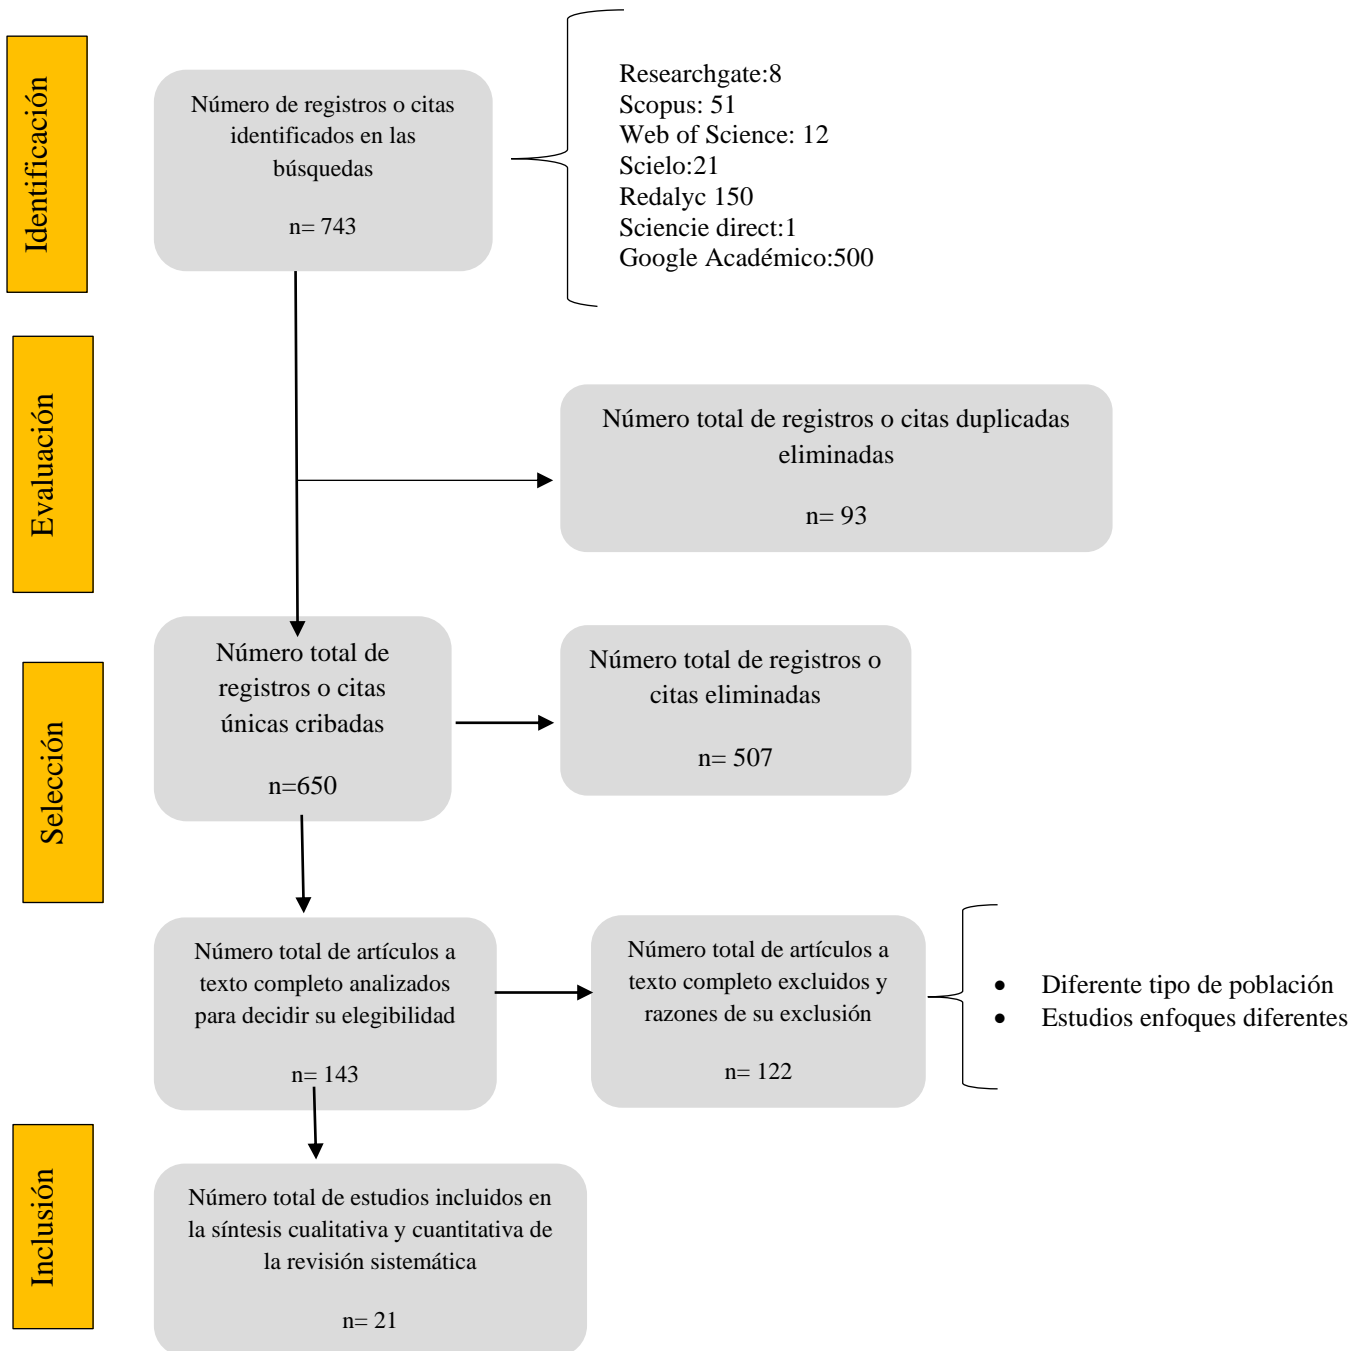 Identificación
Número de registros o citas
identificados en las
búsquedas
n= 743
Researchgate:8
Scopus: 51
Web of Science: 12
Scielo:21
Redalyc 150
Sciencie direct:1
Google Académico:500
Evaluación
Número total de registros o citas duplicadas
eliminadas
n= 93
Selección
Número total de
registros o citas
únicas cribadas
n=650
Número total de registros o
citas eliminadas
n= 507
Número total de artículos a
texto completo analizados
para decidir su elegibilidad
n= 143
Número total de artículos a
texto completo excluidos y
razones de su exclusión
n= 122
• Diferente tipo de población
• Estudios enfoques diferentes
Inclusión
Número total de estudios incluidos en
la síntesis cualitativa y cuantitativa de
la revisión sistemática
n= 21